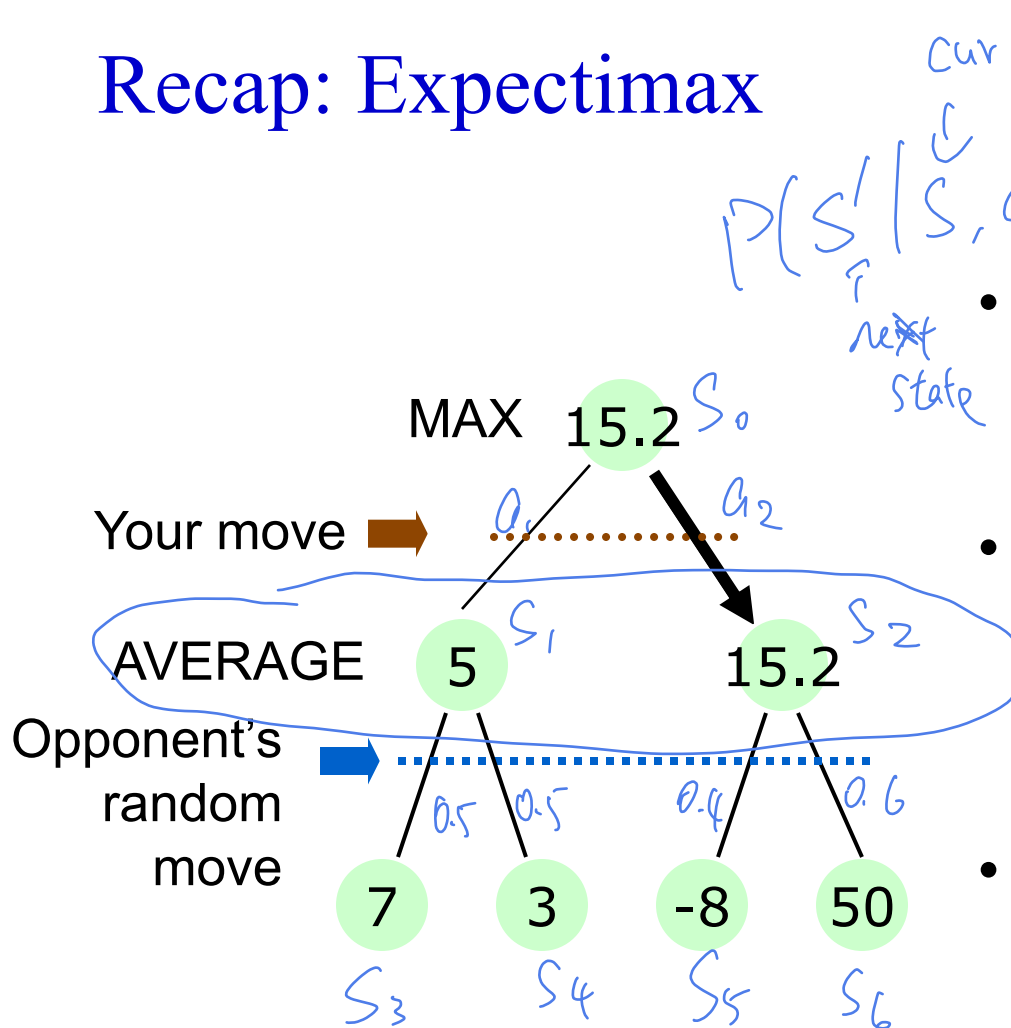 Recap: Expectimax
cur
P(S' | S,
next
state
MAX 15.2 S₀
a₁ a₂
Your move
S₁ S₂
AVERAGE 5 15.2
Opponent’s
random
move
0.5 0.5 0.4 0.6
7 3 -8 50
S₃ S₄ S₅ S₆